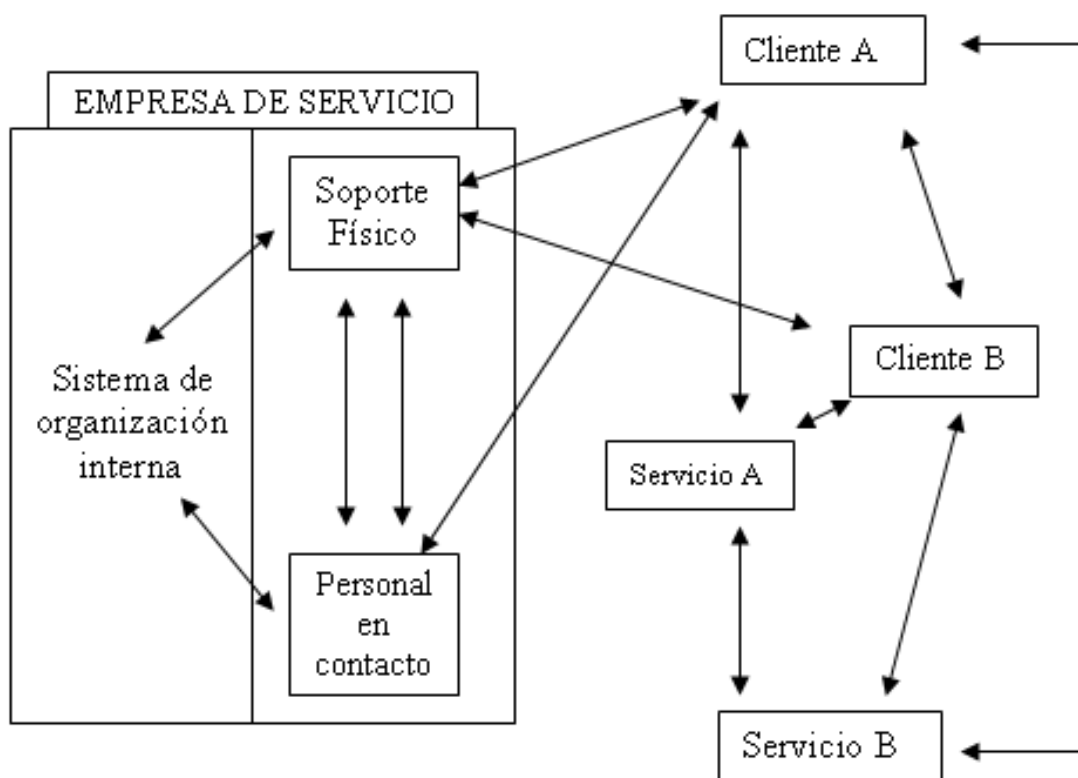 Cliente A
EMPRESA DE SERVICIO
Soporte
Físico
Cliente B
Sistema de
organización
interna
Servicio A
Personal
en
contacto
Servicio B